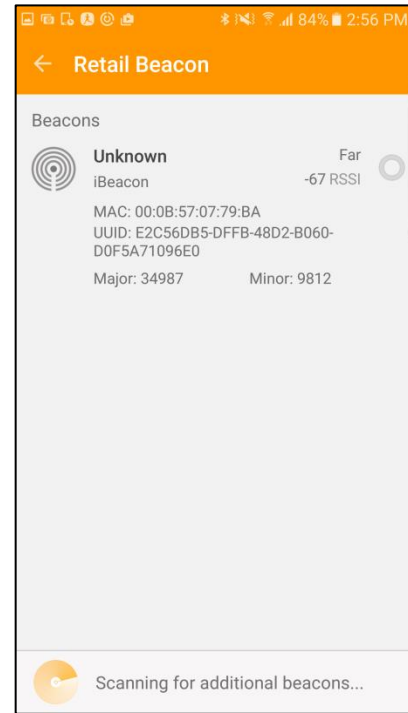 84% 2:56 PM
Retail Beacon
Beacons
Unknown Far
iBeacon -67 RSSI
MAC: 00:0B:57:07:79:BA
UUID: E2C56DB5-DFFB-48D2-B060-
D0F5A71096E0
Major: 34987 Minor: 9812
Scanning for additional beacons...